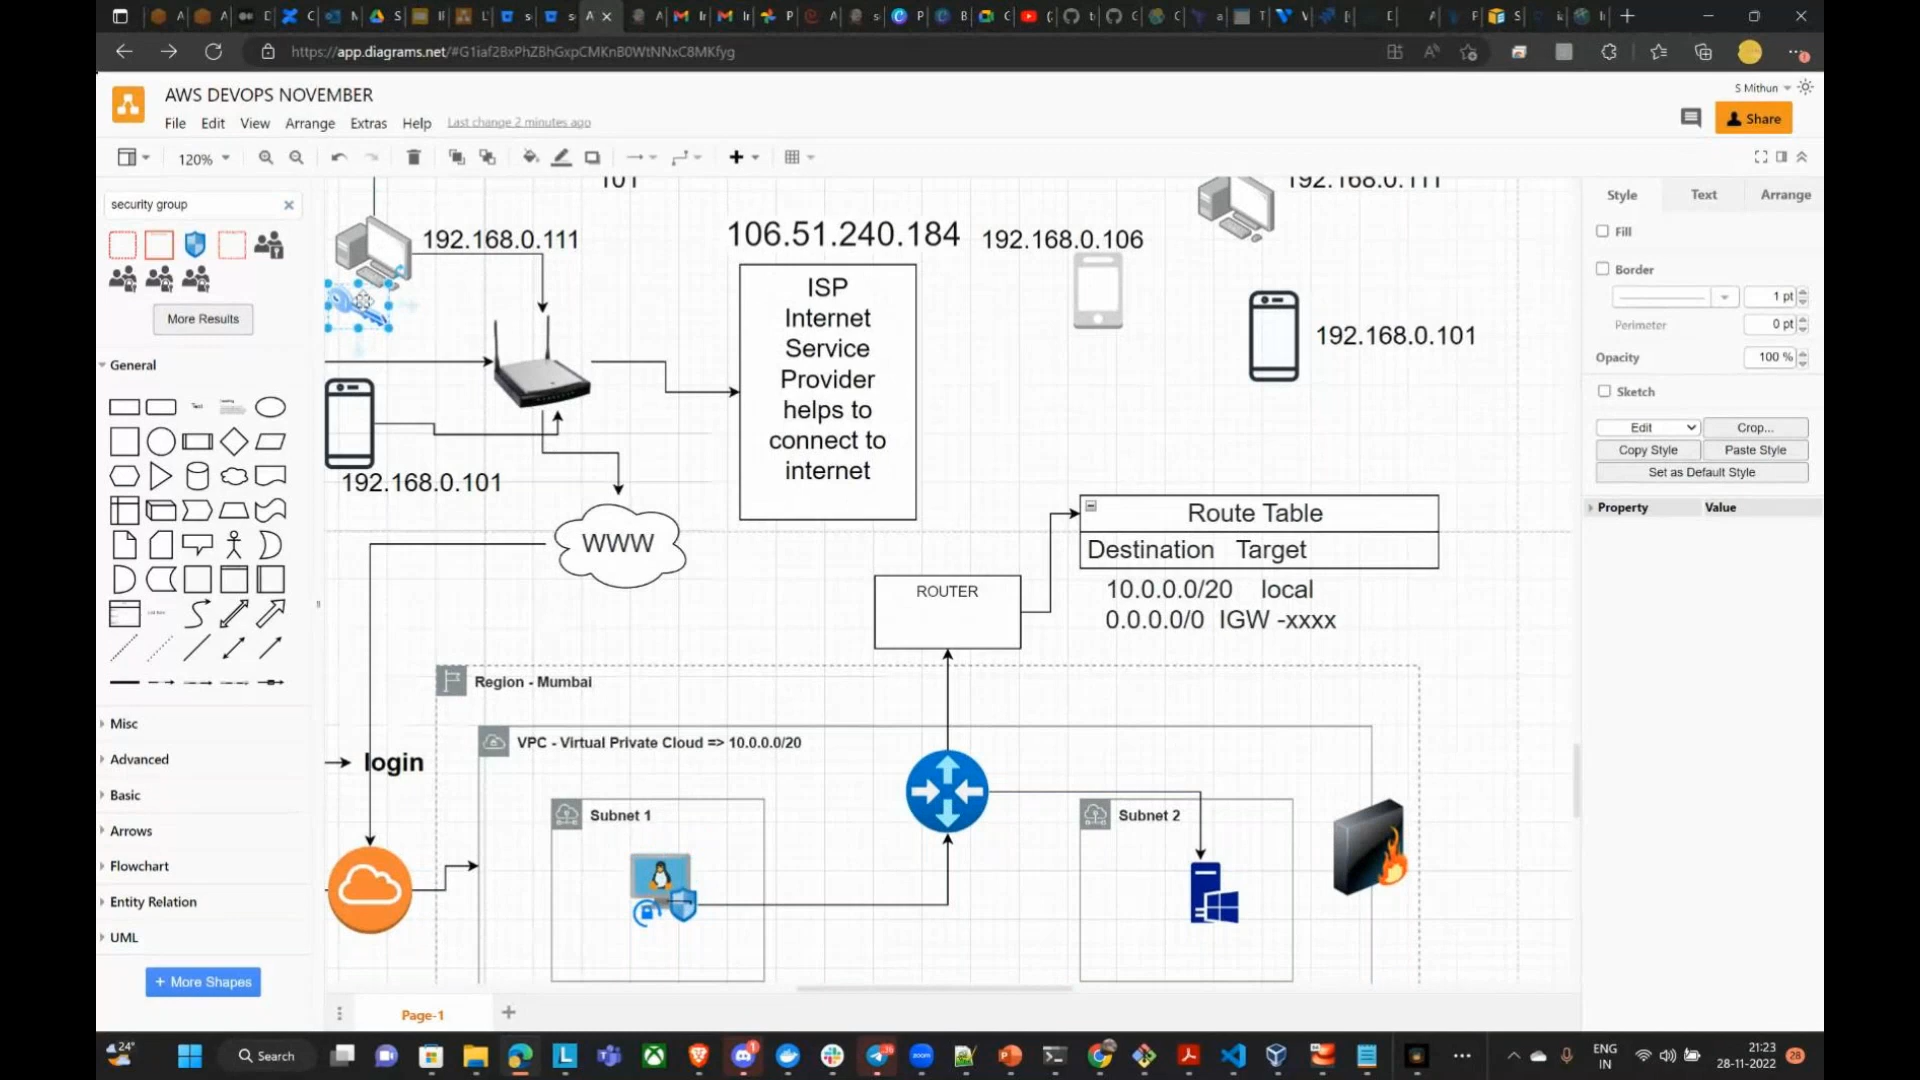 https://app.diagrams.net/#G1iaf2BxPhZBhGxpCMKnB0WtNNxC8MKfyg
AWS DEVOPS NOVEMBER
S Mithun
File Edit View Arrange Extras Help Last change 2 minutes ago
Share
120%
security group
More Results
General
Misc
Advanced
Basic
Arrows
Flowchart
Entity Relation
UML
+ More Shapes
101
192.168.0.111
192.168.0.111
106.51.240.184
192.168.0.106
ISP
Internet
Service
Provider
helps to
connect to
internet
192.168.0.101
192.168.0.101
WWW
Route Table
Destination Target
10.0.0.0/20 local
0.0.0.0/0 IGW -xxxx
ROUTER
Region - Mumbai
VPC - Virtual Private Cloud => 10.0.0.0/20
login
Subnet 1
Subnet 2
Style Text Arrange
Fill
Border
1 pt
Perimeter 0 pt
Opacity 100 %
Sketch
Edit Crop...
Copy Style Paste Style
Set as Default Style
Property Value
Page-1
24°
Search
ENG
IN
21:23
28-11-2022
28